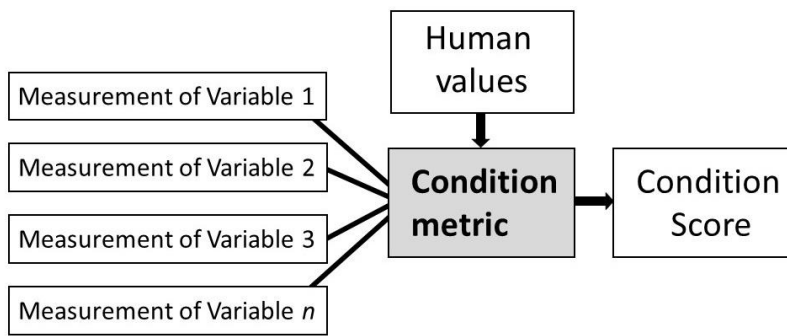 Human
values
Measurement of Variable 1
Measurement of Variable 2
Measurement of Variable 3
Measurement of Variable n
Condition
metric
Condition
Score